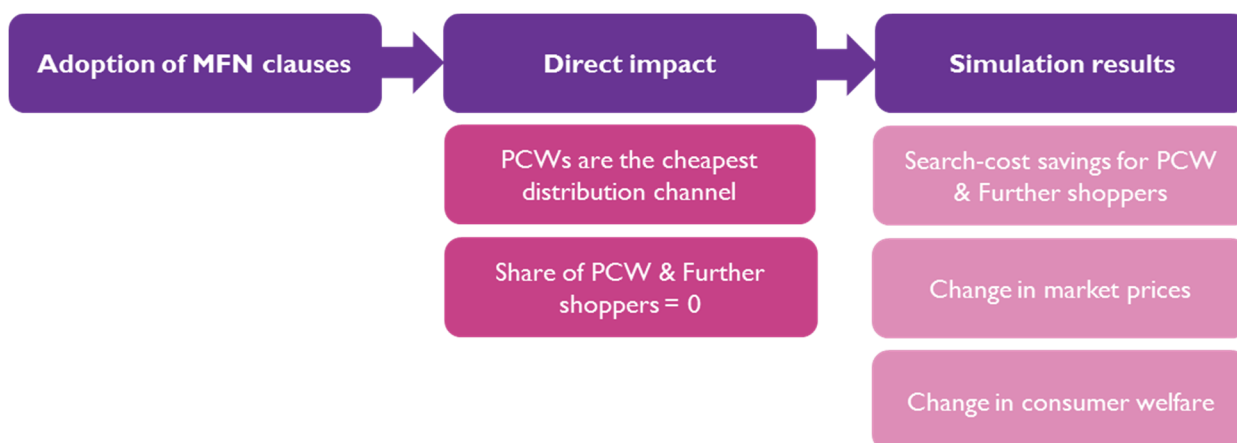 Adoption of MFN clauses
Direct impact
Simulation results
PCWs are the cheapest
distribution channel
Share of PCW & Further
shoppers = 0
Search-cost savings for PCW
& Further shoppers
Change in market prices
Change in consumer welfare